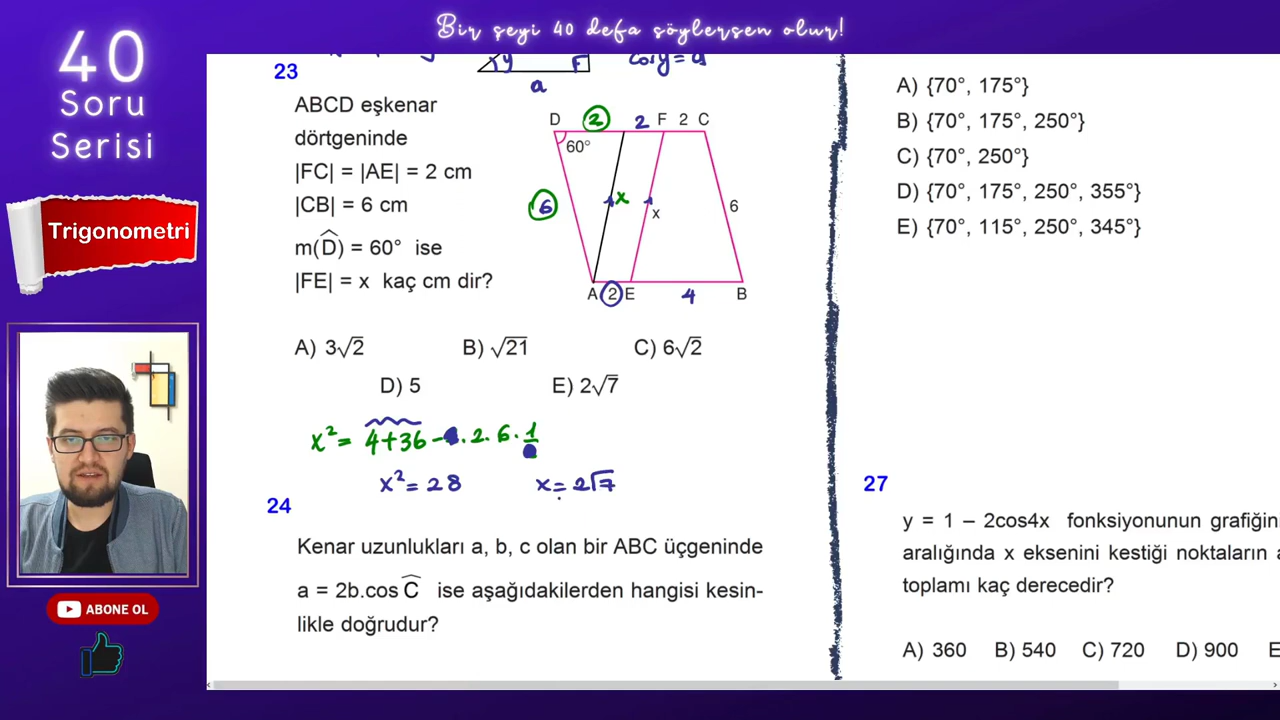 Bir şeyi 40 defa söylersen olur!
40
Soru
Serisi
Trigonometri
ABONE OL
y
a
23
ABCD eşkenar
dörtgeninde
|FC| = |AE| = 2 cm
|CB| = 6 cm
m(D̂) = 60° ise
|FE| = x kaç cm dir?
D 2 2 F 2 C
60°
6 x x 6
A 2 E 4 B
A) 3√2 B) √21 C) 6√2
D) 5 E) 2√7
x² = 4+36 - . 2. 6. 1
x² = 28 x = 2√7
24
Kenar uzunlukları a, b, c olan bir ABC üçgeninde
a = 2b.cos Ĉ ise aşağıdakilerden hangisi kesin-
likle doğrudur?
A) {70°, 175°}
B) {70°, 175°, 250°}
C) {70°, 250°}
D) {70°, 175°, 250°, 355°}
E) {70°, 115°, 250°, 345°}
27
y = 1 – 2cos4x fonksiyonunun grafiğin
aralığında x eksenini kestiği noktaların a
toplamı kaç derecedir?
A) 360 B) 540 C) 720 D) 900 E